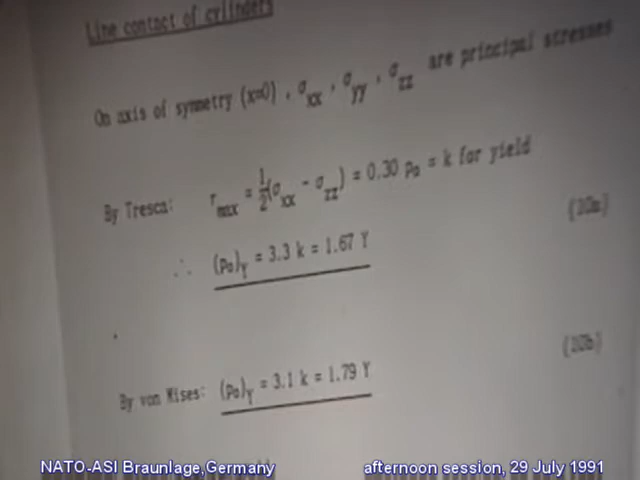 Line contact of cylinders
On axis of symmetry (x=0) , σxx , σyy , σzz are principal stresses
By Tresca: τmax = 1/2(σxx - σzz) = 0.30 po = k for yield
(10a)
∴ (po)Y = 3.3 k = 1.67 Y
(10b)
By von Mises: (po)Y = 3.1 k = 1.79 Y
NATO-ASI Braunlage,Germany afternoon session, 29 July 1991